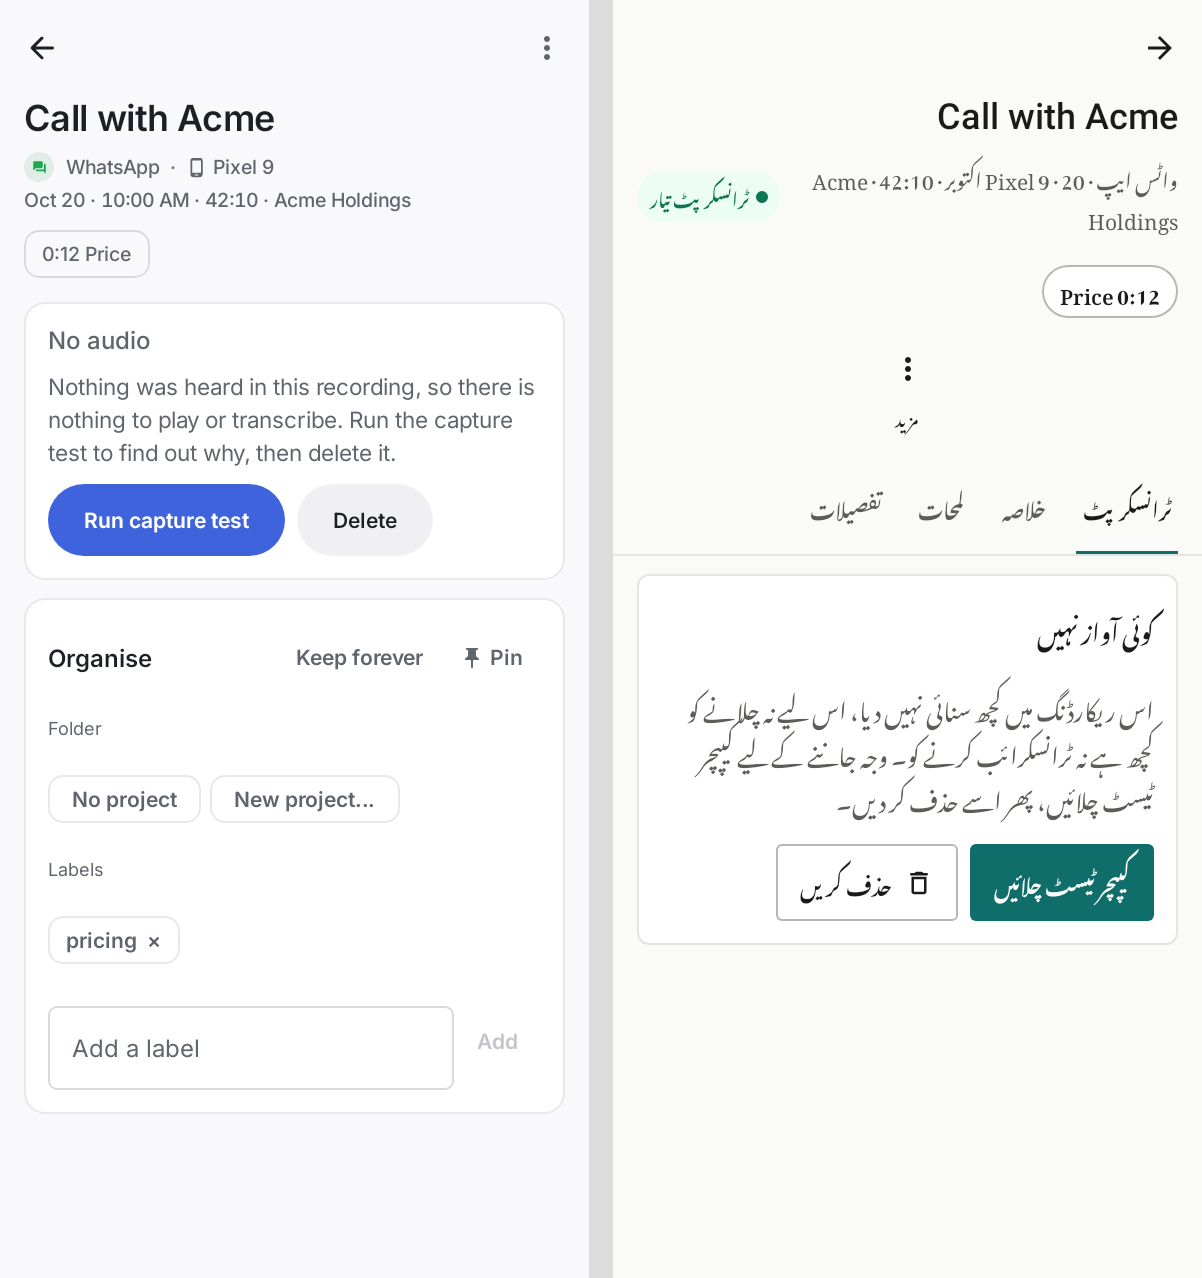 Call with Acme
WhatsApp · Pixel 9
Oct 20 · 10:00 AM · 42:10 · Acme Holdings
0:12 Price
No audio
Nothing was heard in this recording, so there is
nothing to play or transcribe. Run the capture
test to find out why, then delete it.
Run capture test
Delete
Organise
Keep forever
Pin
Folder
No project
New project...
Labels
pricing ×
Add a label
Add
Call with Acme
واٹس ایپ · Pixel 9 · 20 اکتوبر · 42:10 · Acme
Holdings
ٹرانسکرپٹ تیار
0:12 Price
مزید
ٹرانسکرپٹ
خلاصہ
لمحات
تفصیلات
کوئی آواز نہیں
اس ریکارڈنگ میں کچھ سنائی نہیں دیا، اس لیے نہ چلانے کو
کچھ ہے نہ ٹرانسکرائب کرنے کو۔ وجہ جاننے کے لیے کیپچر
ٹیسٹ چلائیں، پھر اسے حذف کر دیں۔
کیپچر ٹیسٹ چلائیں
حذف کریں